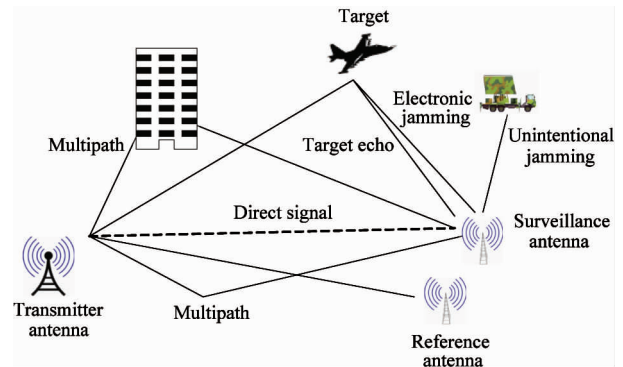 Target
Electronic
jamming
Multipath
Unintentional
jamming
Target echo
Direct signal
Surveillance
antenna
Transmitter
antenna
Multipath
Reference
antenna